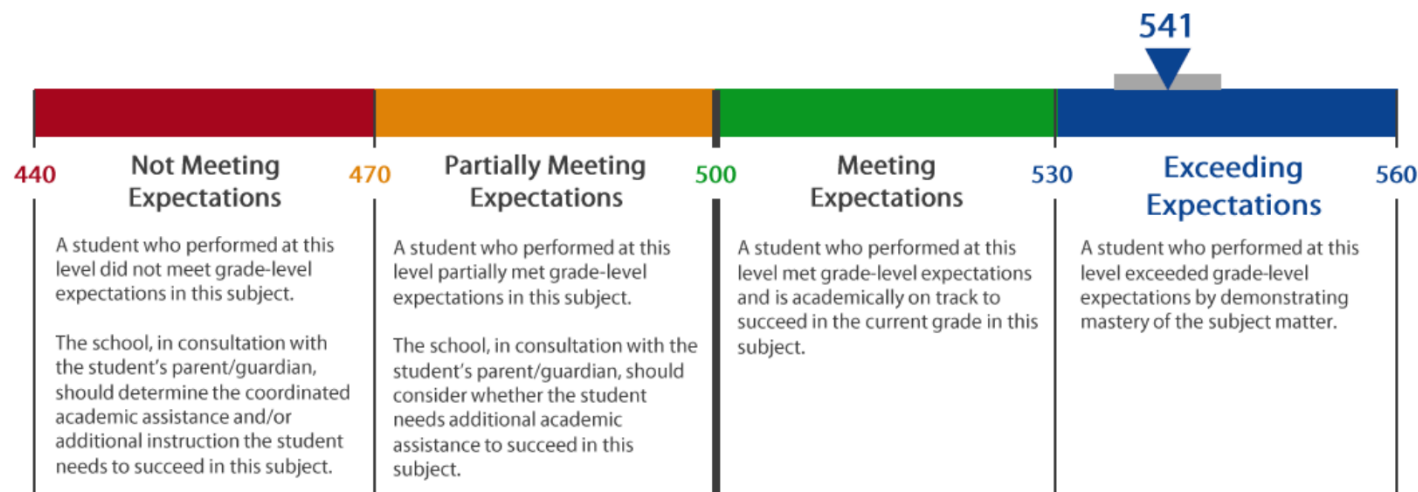 541
440
Not Meeting
Expectations
470
Partially Meeting
Expectations
500
Meeting
Expectations
530
Exceeding
Expectations
560
A student who performed at this
level did not meet grade-level
expectations in this subject.
The school, in consultation with
the student's parent/guardian,
should determine the coordinated
academic assistance and/or
additional instruction the student
needs to succeed in this subject.
A student who performed at this
level partially met grade-level
expectations in this subject.
The school, in consultation with the
student's parent/guardian, should
consider whether the student
needs additional academic
assistance to succeed in this
subject.
A student who performed at this
level met grade-level expectations
and is academically on track to
succeed in the current grade in this
subject.
A student who performed at this
level exceeded grade-level
expectations by demonstrating
mastery of the subject matter.